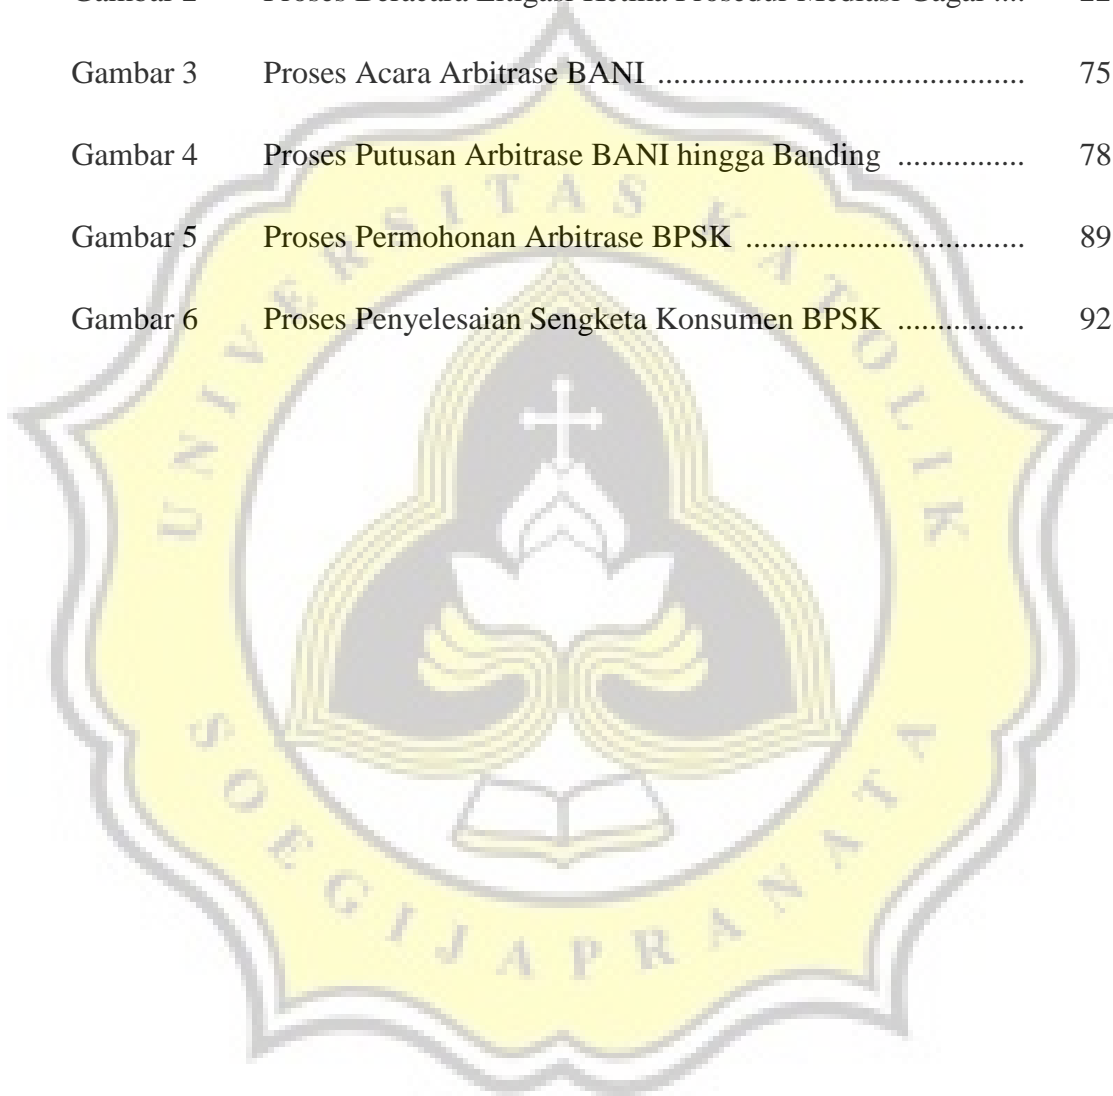 Gambar 3 Proses Acara Arbitrase BANI ........................................... 75
Gambar 4 Proses Putusan Arbitrase BANI hingga Banding ............... 78
Gambar 5 Proses Permohonan Arbitrase BPSK ................................ 89
Gambar 6 Proses Penyelesaian Sengketa Konsumen BPSK ............... 92
UNIVERSITAS KATOLIK
SOEGIJAPRANATA